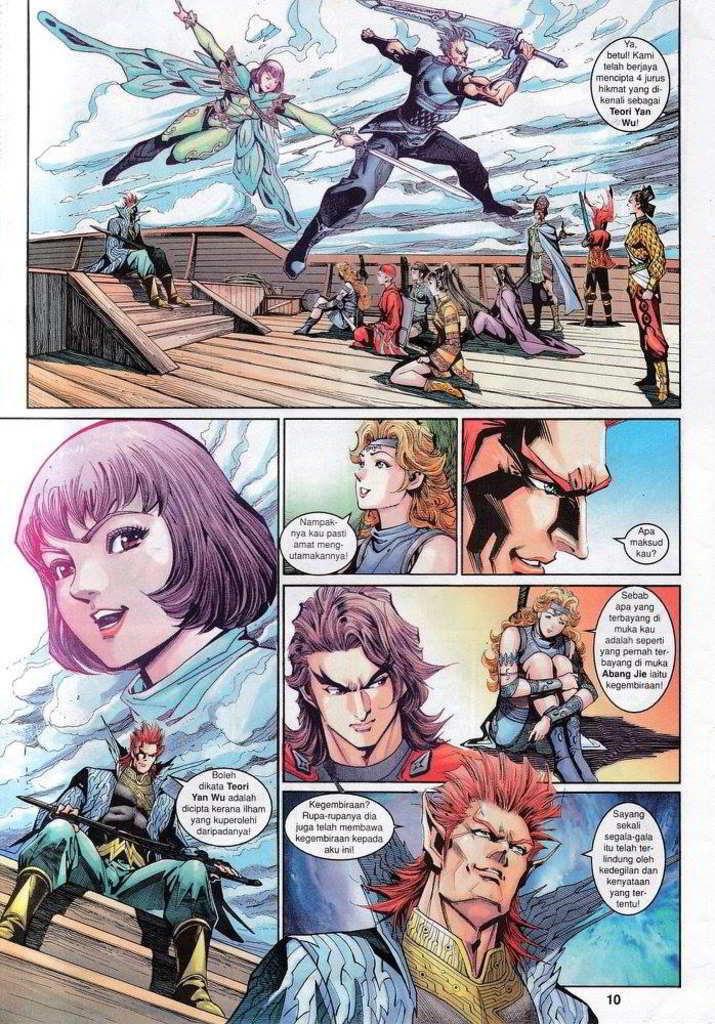 Ya,
betul! Kami
telah berjaya
mencipta 4 jurus
hikmat yang di-
kenali sebagai
Teori Yan
Wu!
Nampak-
nya kau pasti
amat meng-
utamakannya!
Apa
maksud
kau?
Sebab
apa yang
terbayang di
muka kau
adalah seperti
yang pernah ter-
bayang di muka
Abang Jie iaitu
kegembiraan!
Boleh
dikata Teori
Yan Wu adalah
dicipta kerana ilham
yang kuperolehi
daripadanya!
Kegembiraan?
Rupa-rupanya dia
juga telah membawa
kegembiraan kepada
aku ini!
Sayang
sekali
segala-gala
itu telah ter-
lindung oleh
kedegilan dan
kenyataan
yang ter-
tentu!
10